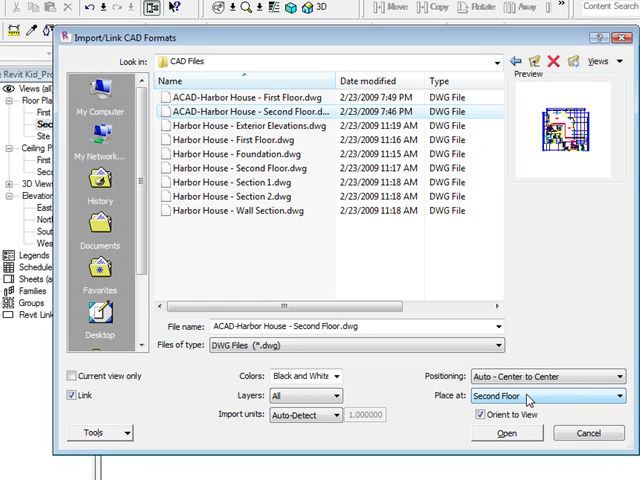 Move
Copy
Rotate
Array
Content Search
3D
Import/Link CAD Formats
Look in:
CAD Files
Views
Name
Date modified
Type
Preview
ACAD-Harbor House - First Floor.dwg 2/23/2009 7:49 PM DWG File
ACAD-Harbor House - Second Floor.d... 2/23/2009 7:46 PM DWG File
Harbor House - Exterior Elevations.dwg 2/23/2009 11:19 AM DWG File
Harbor House - First Floor.dwg 2/23/2009 11:16 AM DWG File
Harbor House - Foundation.dwg 2/23/2009 11:15 AM DWG File
Harbor House - Second Floor.dwg 2/23/2009 11:17 AM DWG File
Harbor House - Section 1.dwg 2/23/2009 11:18 AM DWG File
Harbor House - Section 2.dwg 2/23/2009 11:18 AM DWG File
Harbor House - Wall Section.dwg 2/23/2009 11:18 AM DWG File
My Computer
My Network...
History
Documents
Favorites
Desktop
Revit Kid_Pro
Views (all)
Floor Plan
First
Sec
Site
Ceiling P
First
Seco
3D Views
Elevation
East
North
Sout
Wes
Legends
Schedule
Sheets (a
Families
Groups
Revit Link
File name: ACAD-Harbor House - Second Floor.dwg
Files of type: DWG Files (*.dwg)
Current view only
Link
Colors: Black and White
Layers: All
Import units: Auto-Detect 1.000000
Positioning: Auto - Center to Center
Place at: Second Floor
Orient to View
Tools
Open
Cancel